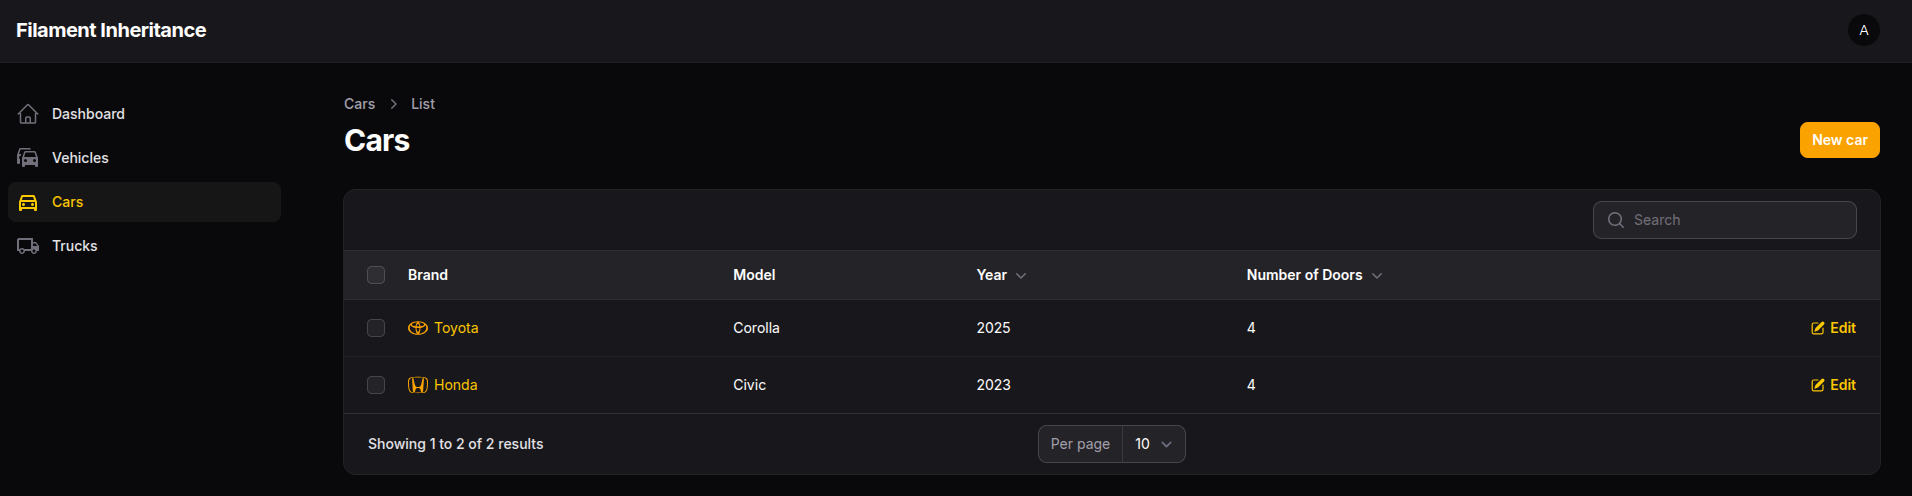 Filament Inheritance
A
Dashboard
Vehicles
Cars
Trucks
Cars > List
Cars
New car
Search
Brand Model Year Number of Doors
Toyota Corolla 2025 4 Edit
Honda Civic 2023 4 Edit
Showing 1 to 2 of 2 results
Per page 10